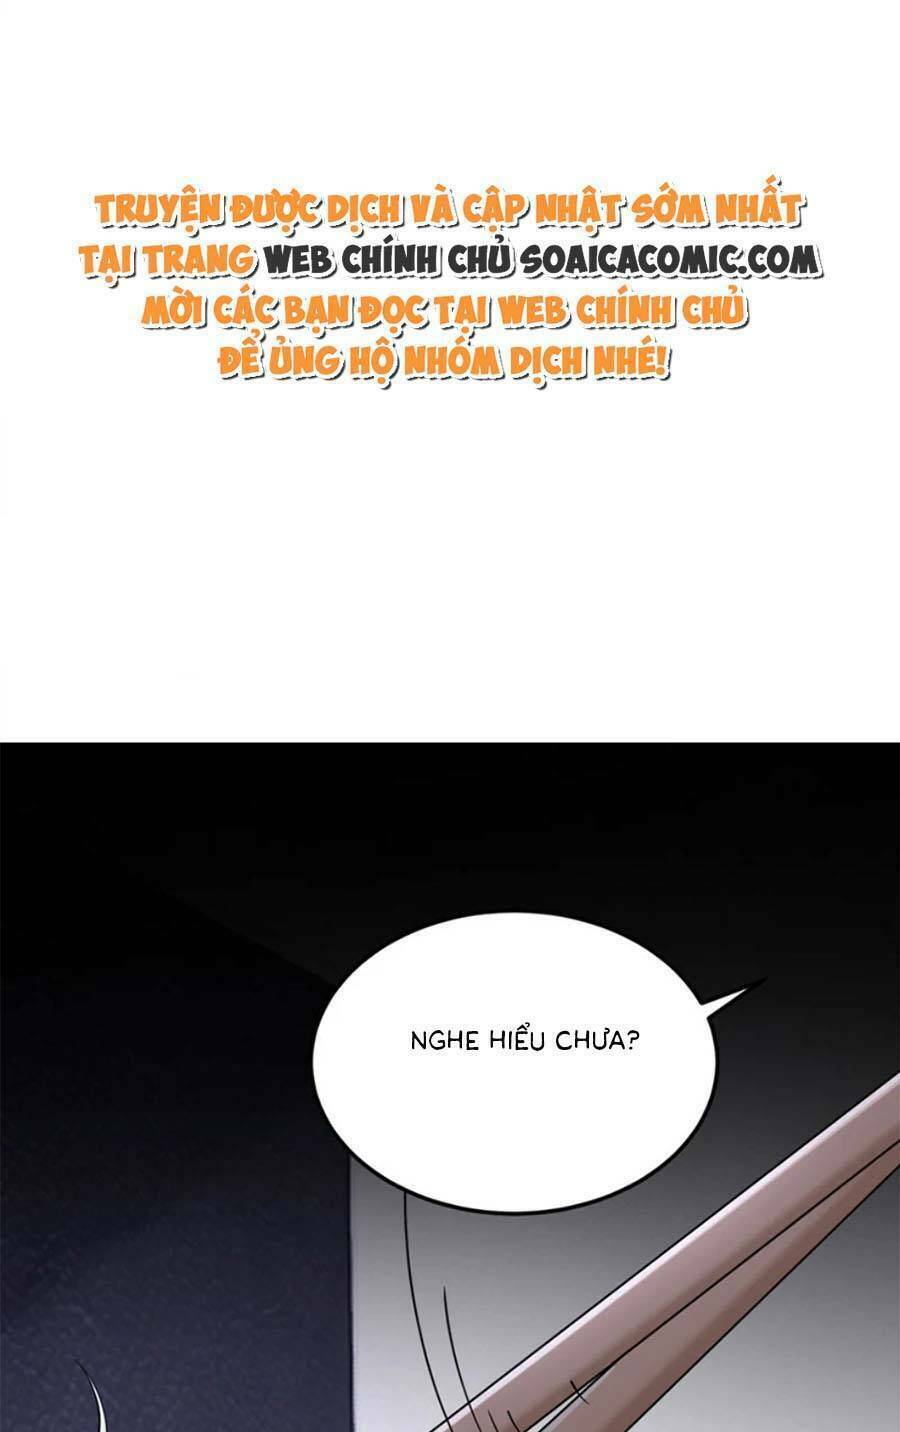 TRUYỆN ĐƯỢC DỊCH VÀ CẬP NHẬT SỚM NHẤT
TẠI TRANG WEB CHÍNH CHỦ SOAICACOMIC.COM
MỜI CÁC BẠN ĐỌC TẠI WEB CHÍNH CHỦ
ĐỂ ỦNG HỘ NHÓM DỊCH NHÉ!
NGHE HIỂU CHƯA?